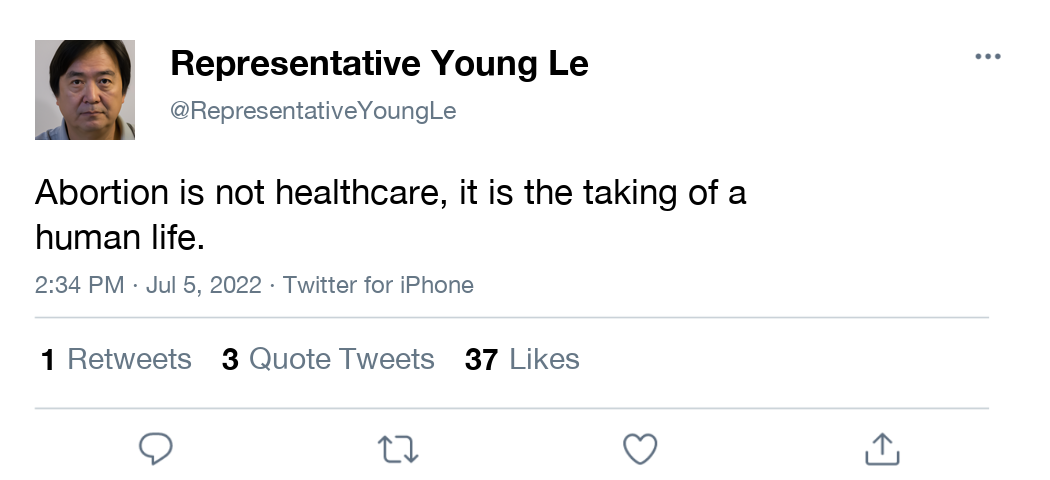 Representative Young Le
@RepresentativeYoungLe
Abortion is not healthcare, it is the taking of a
human life.
2:34 PM · Jul 5, 2022 · Twitter for iPhone
1 Retweets 3 Quote Tweets 37 Likes